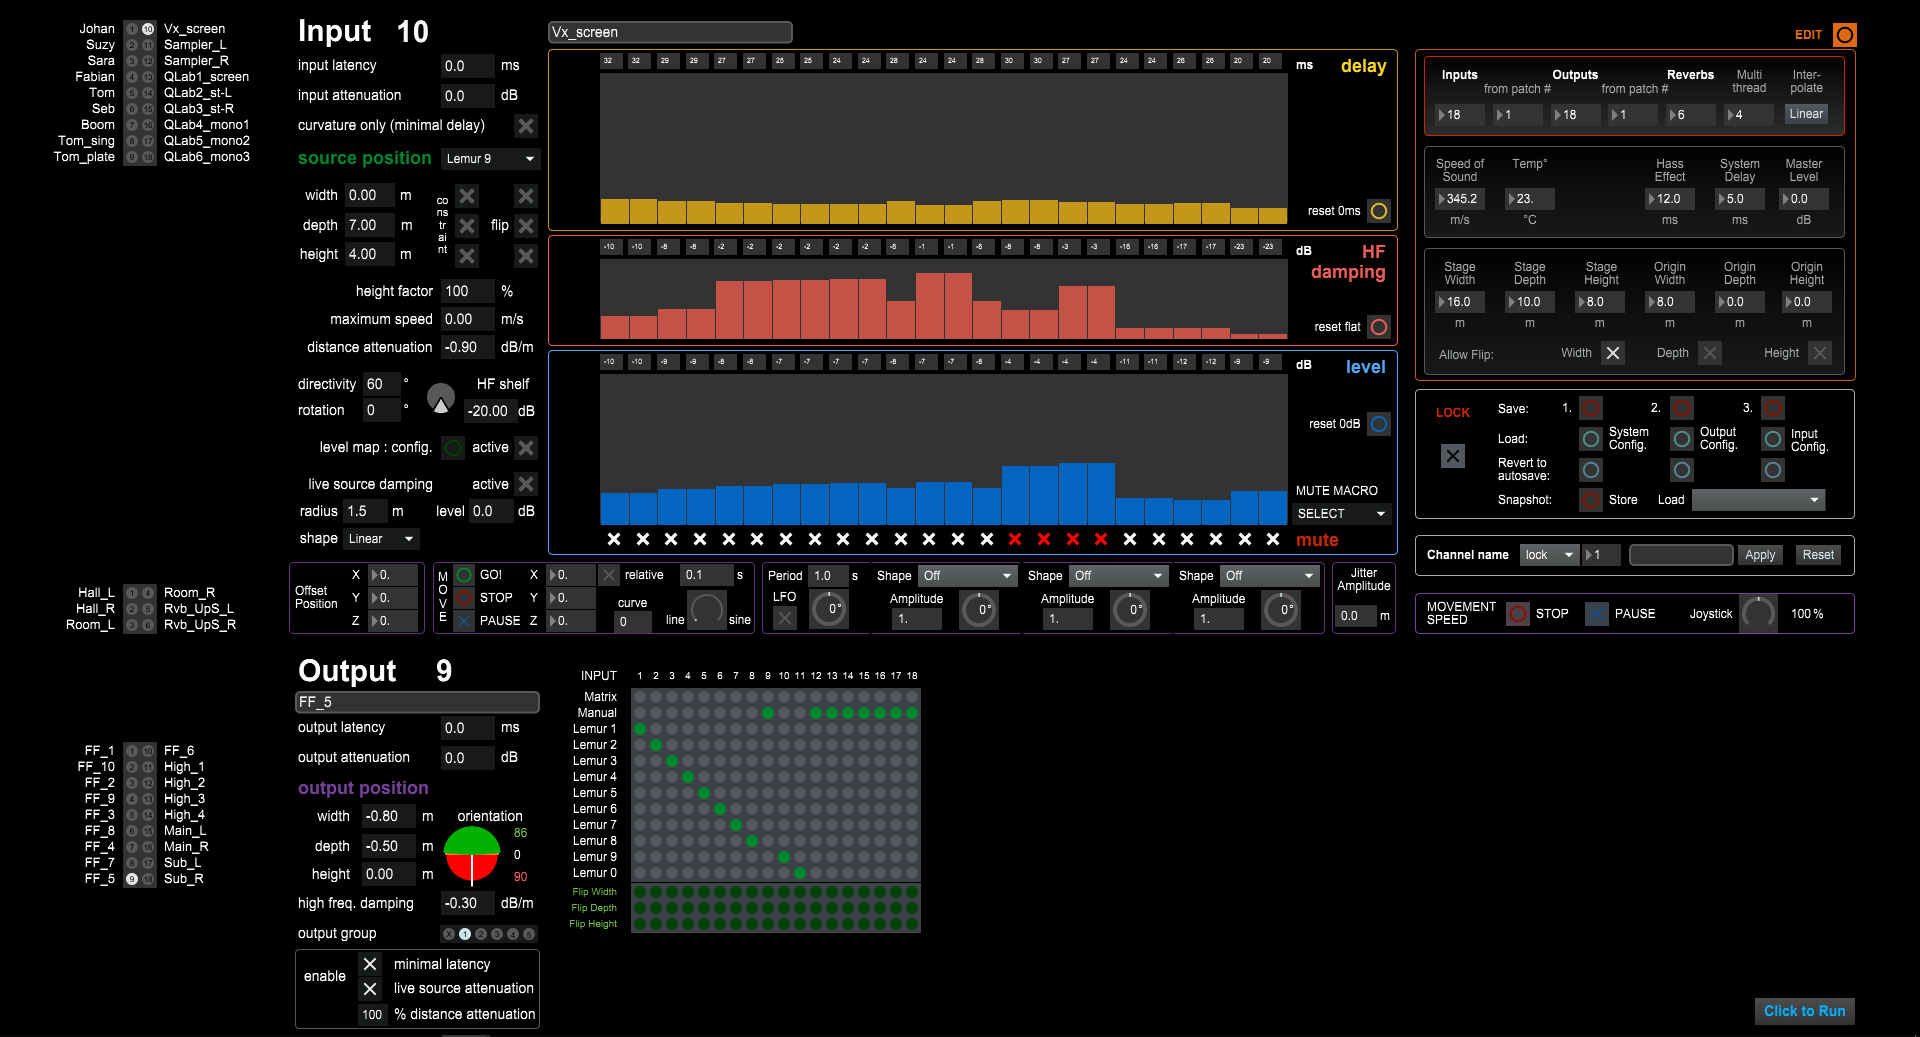 Johan 1 10 Vx_screen
Suzy 2 11 Sampler_L
Sara 3 12 Sampler_R
Fabian 4 13 QLab1_screen
Tom 5 14 QLab2_st-L
Seb 6 15 QLab3_st-R
Boom 7 16 QLab4_mono1
Tom_sing 8 17 QLab5_mono2
Tom_plate 9 18 QLab6_mono3
Hall_L 1 4 Room_R
Hall_R 2 5 Rvb_UpS_L
Room_L 3 6 Rvb_UpS_R
FF_1 1 10 FF_6
FF_10 2 11 High_1
FF_2 3 12 High_2
FF_9 4 13 High_3
FF_3 5 14 High_4
FF_8 6 15 Main_L
FF_4 7 16 Main_R
FF_7 8 17 Sub_L
FF_5 9 18 Sub_R
Input 10
Vx_screen
input latency 0.0 ms
input attenuation 0.0 dB
curvature only (minimal delay)
source position Lemur 9
width 0.00 m
depth 7.00 m
height 4.00 m
constraint
flip
height factor 100 %
maximum speed 0.00 m/s
distance attenuation -0.90 dB/m
directivity 60 °
rotation 0 °
HF shelf
-20.00 dB
level map : config. active
live source damping active
radius 1.5 m level 0.0 dB
shape Linear
32 32 29 29 27 27 24 24 24 24 28 30 30 27 27 24 24 26 26 20 20 ms delay
reset 0ms
-10 -10 -8 -8 -2 -2 -2 -2 -2 -2 -6 -1 -1 -6 -8 -8 -3 -3 -16 -16 -17 -17 -23 -23 dB HF
damping
reset flat
-10 -10 -9 -9 -8 -8 -7 -7 -7 -7 -8 -7 -7 -8 -4 -4 -4 -4 -11 -11 -11 -11 -9 -9 dB level
reset 0dB
MUTE MACRO
SELECT
mute
Offset
Position
X 0.
Y 0.
Z 0.
MOVE
GO! X 0. relative 0.1 s
STOP Y 0. curve
PAUSE Z 0. 0 line sine
Period 1.0 s Shape Off Shape Off Shape Off
LFO 0° Amplitude 0° Amplitude 0° Amplitude 0°
1. 1. 1.
Jitter
Amplitude
0.0 m
EDIT
Inputs Outputs Reverbs Multi Inter-
from patch # from patch # thread polate
18 1 18 1 6 4 Linear
Speed of Temp° Hass System Master
Sound Effect Delay Level
345.2 23. 12.0 5.0 0.0
m/s °C ms ms dB
Stage Stage Stage Origin Origin Origin
Width Depth Height Width Depth Height
16.0 10.0 8.0 8.0 0.0 0.0
m m m m m m
Allow Flip: Width Depth Height
LOCK
Save: 1. 2. 3.
Load: System Output Input
Config. Config. Config.
Revert to
autosave:
Snapshot: Store Load
Channel name lock 1 Apply Reset
MOVEMENT
SPEED STOP PAUSE Joystick 100 %
Output 9
FF_5
output latency 0.0 ms
output attenuation 0.0 dB
output position
width -0.80 m orientation
86
depth -0.50 m 0
height 0.00 m 90
high freq. damping -0.30 dB/m
output group X 1 2 3 4 5
enable
minimal latency
live source attenuation
100 % distance attenuation
INPUT 1 2 3 4 5 6 7 8 9 10 11 12 13 14 15 16 17 18
Matrix
Manual
Lemur 1
Lemur 2
Lemur 3
Lemur 4
Lemur 5
Lemur 6
Lemur 7
Lemur 8
Lemur 9
Lemur 0
Flip Width
Flip Depth
Flip Height
Click to Run